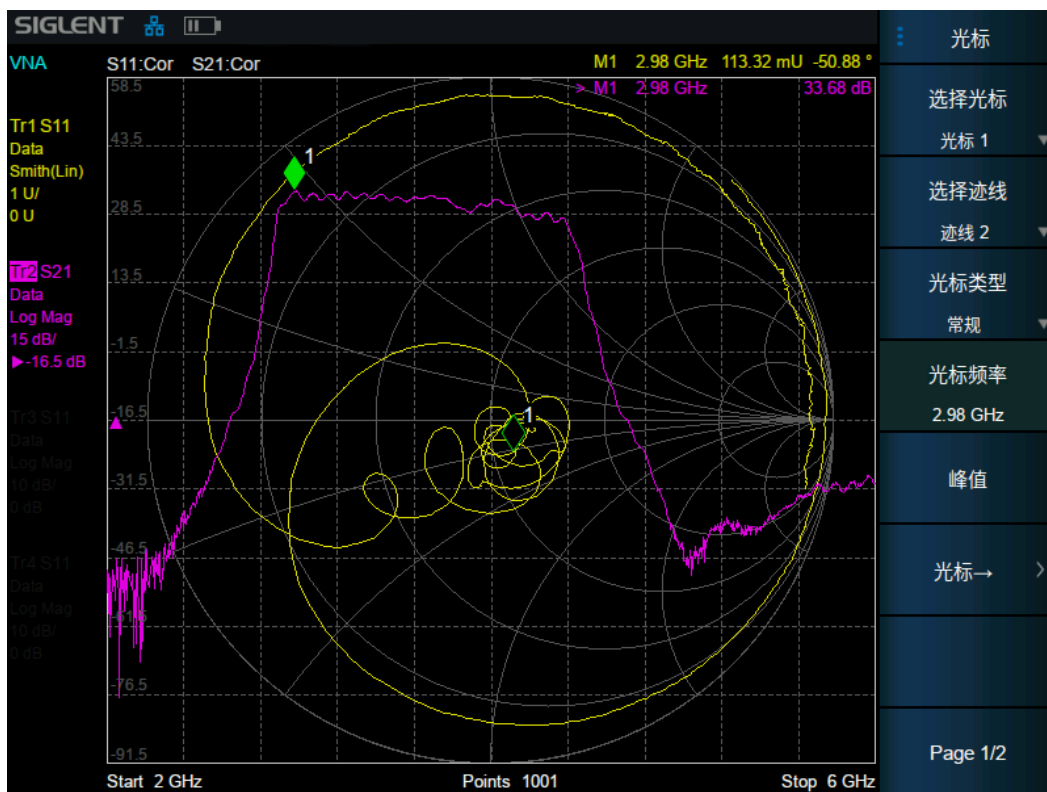 SIGLENT
VNA
S11:Cor S21:Cor
M1 2.98 GHz 113.32 mU -50.88 °
> M1 2.98 GHz 33.68 dB
Tr1 S11
Data
Smith(Lin)
1 U/
0 U
Tr2 S21
Data
Log Mag
15 dB/
▶-16.5 dB
Tr3 S11
Data
Log Mag
10 dB/
0 dB
Tr4 S11
Data
Log Mag
10 dB/
0 dB
58.5
43.5
28.5
13.5
-1.5
-16.5
-31.5
-46.5
-61.5
-76.5
-91.5
1
1
Start 2 GHz Points 1001 Stop 6 GHz
光标
选择光标
光标 1
选择迹线
迹线 2
光标类型
常规
光标频率
2.98 GHz
峰值
光标→
Page 1/2